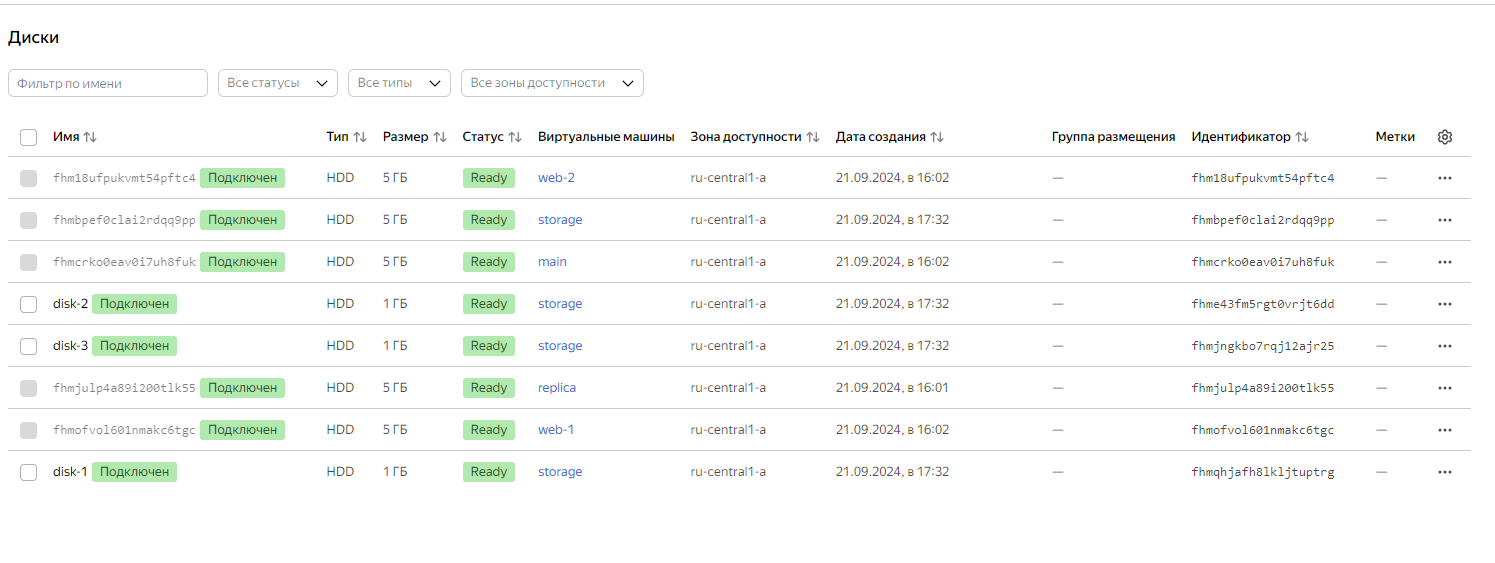 Диски
Фильтр по имени Все статусы Все типы Все зоны доступности
Имя Тип Размер Статус Виртуальные машины Зона доступности Дата создания Группа размещения Идентификатор Метки
fhm18ufpukvmt54pftc4 Подключен HDD 5 ГБ Ready web-2 ru-central1-a 21.09.2024, в 16:02 — fhm18ufpukvmt54pftc4 —
fhmbpef0clai2rdqq9pp Подключен HDD 5 ГБ Ready storage ru-central1-a 21.09.2024, в 17:32 — fhmbpef0clai2rdqq9pp —
fhmcrko0eav0i7uh8fuk Подключен HDD 5 ГБ Ready main ru-central1-a 21.09.2024, в 16:02 — fhmcrko0eav0i7uh8fuk —
disk-2 Подключен HDD 1 ГБ Ready storage ru-central1-a 21.09.2024, в 17:32 — fhme43fm5rgt0vrjt6dd —
disk-3 Подключен HDD 1 ГБ Ready storage ru-central1-a 21.09.2024, в 17:32 — fhmjngkbo7rqj12ajr25 —
fhmjulp4a89i200tlk55 Подключен HDD 5 ГБ Ready replica ru-central1-a 21.09.2024, в 16:01 — fhmjulp4a89i200tlk55 —
fhmofvol601nmakc6tgc Подключен HDD 5 ГБ Ready web-1 ru-central1-a 21.09.2024, в 16:02 — fhmofvol601nmakc6tgc —
disk-1 Подключен HDD 1 ГБ Ready storage ru-central1-a 21.09.2024, в 17:32 — fhmqhjafh8lkljtuptrg —